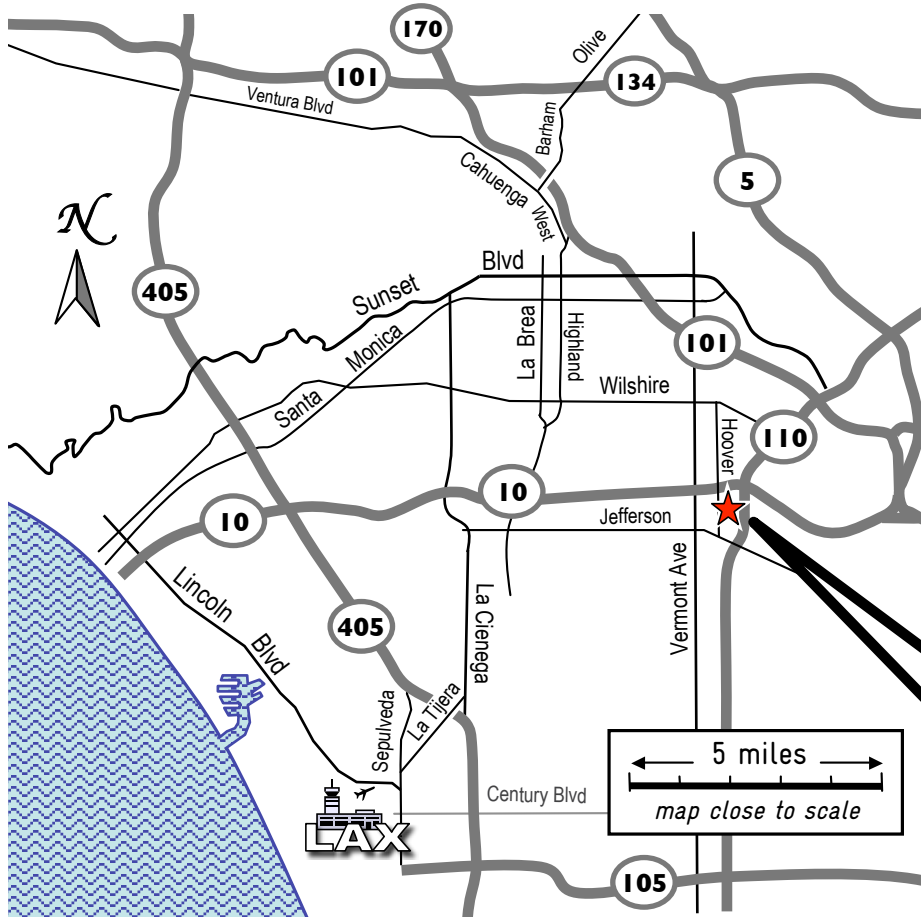 170
Olive
101
134
Ventura Blvd
Barham
5
Cahuenga
West
N
405
Blvd
Sunset
La Brea
Highland
Monica
101
Santa
Wilshire
Hoover
110
10
10
Jefferson
Lincoln
Blvd
La Cienega
Vermont Ave
405
Sepulveda
La Tijera
5 miles
map close to scale
Century Blvd
LAX
105